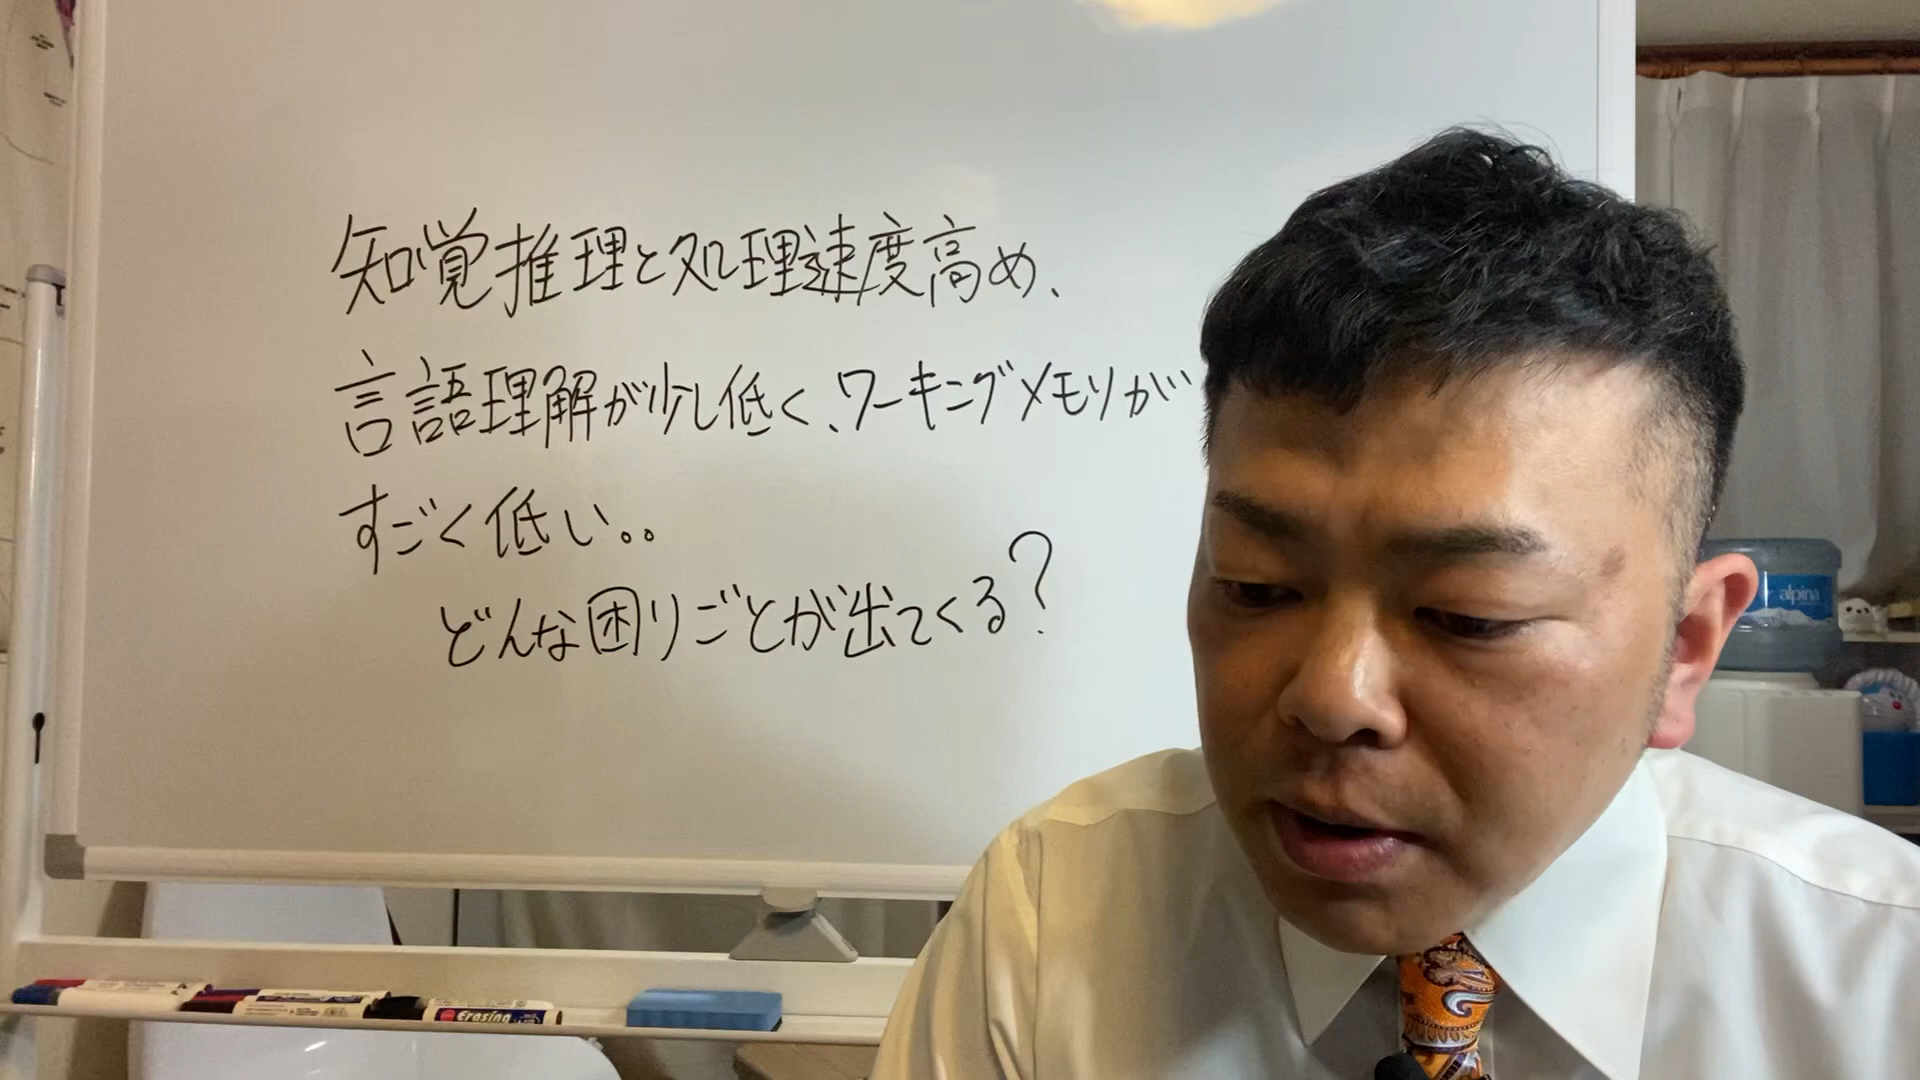 知覚推理と処理速度高め、
言語理解が少し低く、ワーキングメモリが
すごく低い。。
どんな困りごとが出てくる?
alpina
Erasing